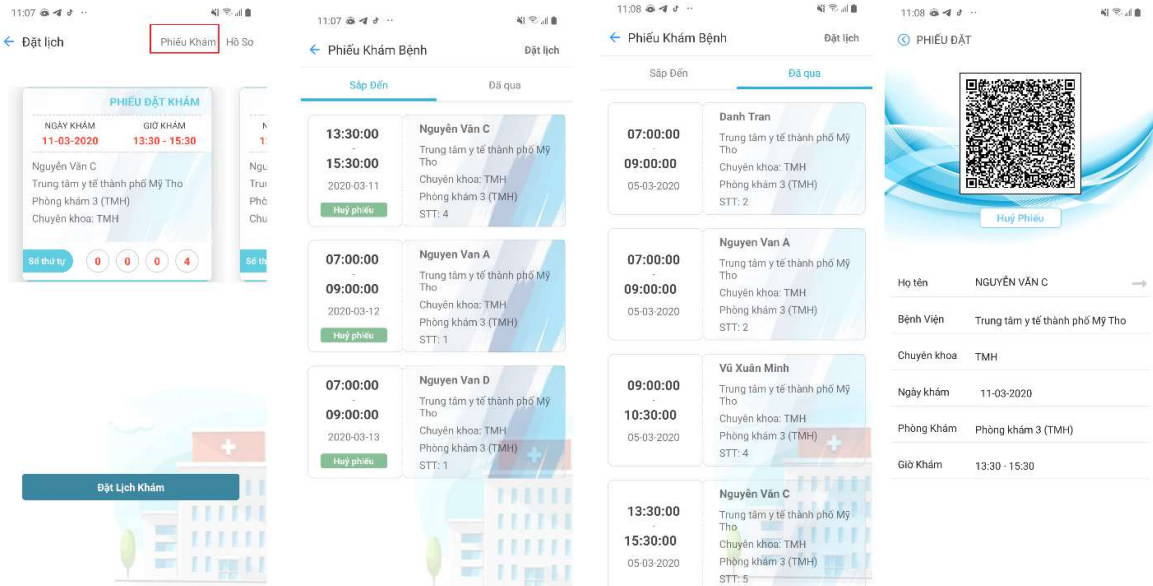 11:07
Đặt lịch
Phiếu Khám
Hồ Sơ
PHIẾU ĐẶT KHÁM
NGÀY KHÁM
GIỜ KHÁM
11-03-2020
13:30 - 15:30
Nguyễn Văn C
Trung tâm y tế thành phố Mỹ Tho
Phòng khám 3 (TMH)
Chuyên khoa: TMH
Số thứ tự
0 0 0 4
Đặt Lịch Khám
11:07
Phiếu Khám Bệnh
Đặt lịch
Sắp Đến
Đã qua
13:30:00
-
15:30:00
2020-03-11
Huỷ phiếu
Nguyễn Văn C
Trung tâm y tế thành phố Mỹ
Tho
Chuyên khoa: TMH
Phòng khám 3 (TMH)
STT: 4
07:00:00
-
09:00:00
2020-03-12
Huỷ phiếu
Nguyen Van A
Trung tâm y tế thành phố Mỹ
Tho
Chuyên khoa: TMH
Phòng khám 3 (TMH)
STT: 1
07:00:00
-
09:00:00
2020-03-13
Huỷ phiếu
Nguyen Van D
Trung tâm y tế thành phố Mỹ
Tho
Chuyên khoa: TMH
Phòng khám 3 (TMH)
STT: 1
11:08
Phiếu Khám Bệnh
Đặt lịch
Sắp Đến
Đã qua
07:00:00
-
09:00:00
05-03-2020
Danh Tran
Trung tâm y tế thành phố Mỹ
Tho
Chuyên khoa: TMH
Phòng khám 3 (TMH)
STT: 2
07:00:00
-
09:00:00
05-03-2020
Nguyen Van A
Trung tâm y tế thành phố Mỹ
Tho
Chuyên khoa: TMH
Phòng khám 3 (TMH)
STT: 2
09:00:00
-
10:30:00
05-03-2020
Vũ Xuân Minh
Trung tâm y tế thành phố Mỹ
Tho
Chuyên khoa: TMH
Phòng khám 3 (TMH)
STT: 4
13:30:00
-
15:30:00
05-03-2020
Nguyễn Văn C
Trung tâm y tế thành phố Mỹ
Tho
Chuyên khoa: TMH
Phòng khám 3 (TMH)
STT: 5
11:08
PHIẾU ĐẶT
Huỷ Phiếu
Họ tên NGUYỄN VĂN C
Bệnh Viện Trung tâm y tế thành phố Mỹ Tho
Chuyên khoa TMH
Ngày khám 11-03-2020
Phòng Khám Phòng khám 3 (TMH)
Giờ Khám 13:30 - 15:30